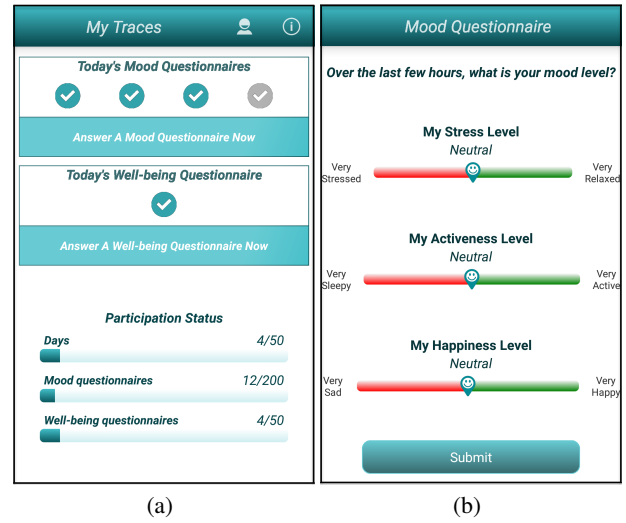 My Traces
Today's Mood Questionnaires
Answer A Mood Questionnaire Now
Today's Well-being Questionnaire
Answer A Well-being Questionnaire Now
Participation Status
Days 4/50
Mood questionnaires 12/200
Well-being questionnaires 4/50
(a)
Mood Questionnaire
Over the last few hours, what is your mood level?
My Stress Level
Neutral
Very Stressed
Very Relaxed
My Activeness Level
Neutral
Very Sleepy
Very Active
My Happiness Level
Neutral
Very Sad
Very Happy
Submit
(b)